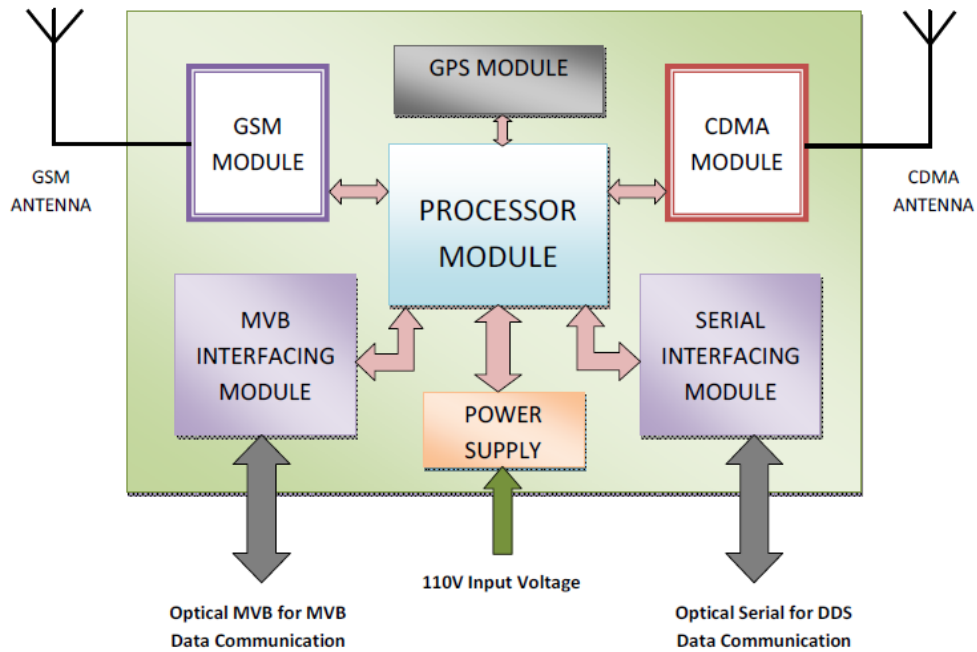 GPS MODULE
GSM
MODULE
CDMA
MODULE
GSM
ANTENNA
CDMA
ANTENNA
PROCESSOR
MODULE
MVB
INTERFACING
MODULE
SERIAL
INTERFACING
MODULE
POWER
SUPPLY
110V Input Voltage
Optical MVB for MVB
Data Communication
Optical Serial for DDS
Data Communication